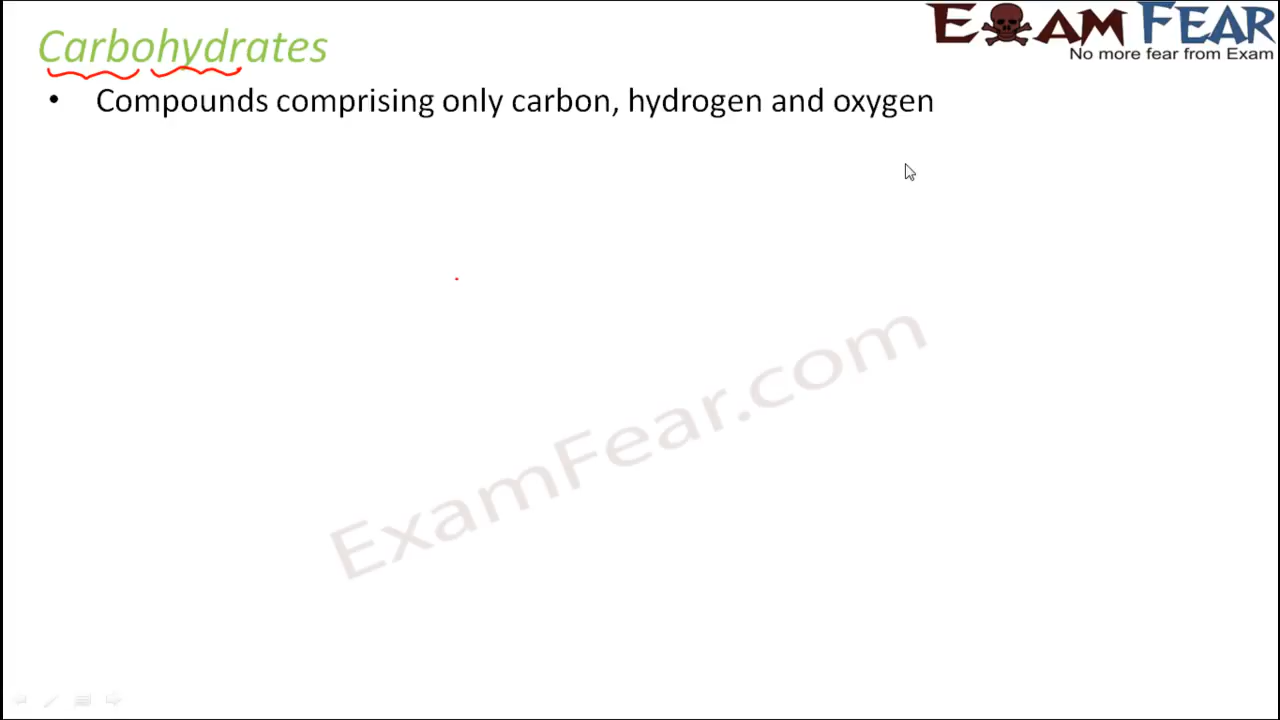 Carbohydrates
EXAM FEAR
No more fear from Exam
• Compounds comprising only carbon, hydrogen and oxygen
ExamFear.com